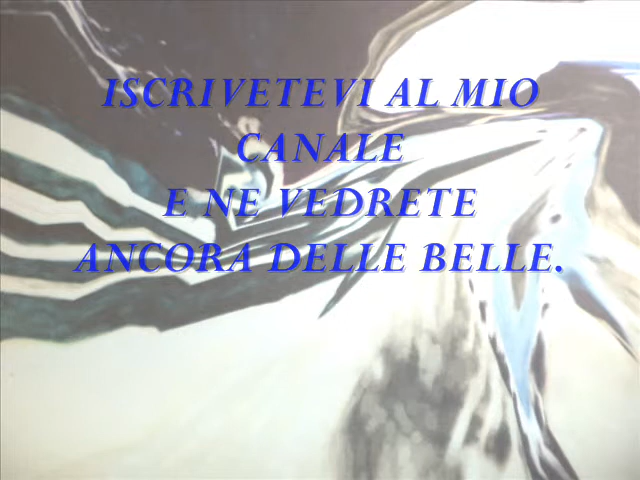 ISCRIVETEVI AL MIO
CANALE
E NE VEDRETE
ANCORA DELLE BELLE.